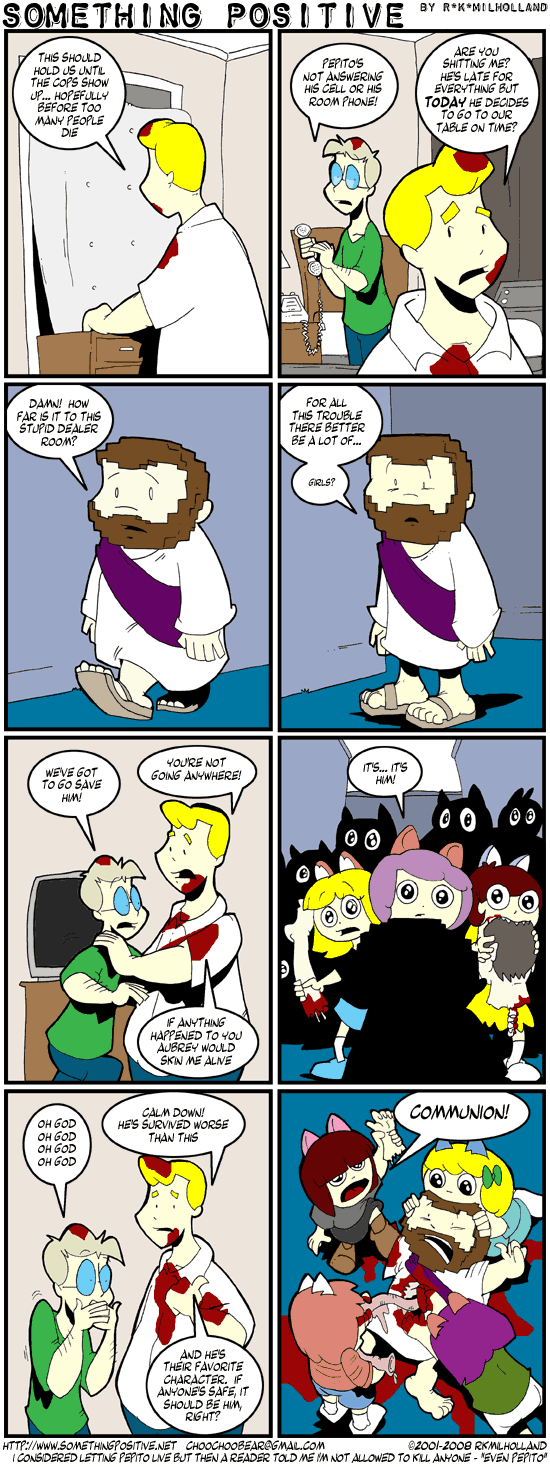 SOMETHING POSITIVE BY R*K*MILHOLLAND
THIS SHOULD
HOLD US UNTIL
THE COPS SHOW
UP... HOPEFULLY
BEFORE TOO
MANY PEOPLE
DIE
PEPITO'S
NOT ANSWERING
HIS CELL OR HIS
ROOM PHONE!
ARE YOU
SHITTING ME?
HE'S LATE FOR
EVERYTHING BUT
TODAY HE DECIDES
TO GO TO OUR
TABLE ON TIME?
DAMN! HOW
FAR IS IT TO THIS
STUPID DEALER
ROOM?
FOR ALL
THIS TROUBLE
THERE BETTER
BE A LOT OF...
GIRLS?
WE'VE GOT
TO GO SAVE
HIM!
YOU'RE NOT
GOING ANYWHERE!
IF ANYTHING
HAPPENED TO YOU
AUBREY WOULD
SKIN ME ALIVE
IT'S... IT'S
HIM!
OH GOD
OH GOD
OH GOD
OH GOD
CALM DOWN!
HE'S SURVIVED WORSE
THAN THIS
AND HE'S
THEIR FAVORITE
CHARACTER. IF
ANYONE'S SAFE, IT
SHOULD BE HIM,
RIGHT?
COMMUNION!
HTTP://WWW.SOMETHINGPOSITIVE.NET CHOOCHOOBEAR@GMAIL.COM ©2001-2008 RKMILHOLLAND
I CONSIDERED LETTING PEPITO LIVE BUT THEN A READER TOLD ME I'M NOT ALLOWED TO KILL ANYONE - "EVEN PEPITO"